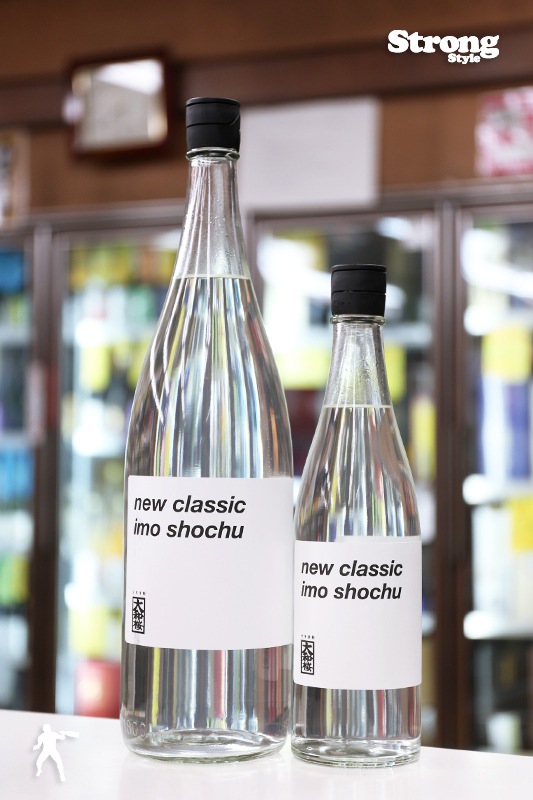 Strong
Style
new classic
imo shochu
大和桜
new classic
imo shochu
大和桜